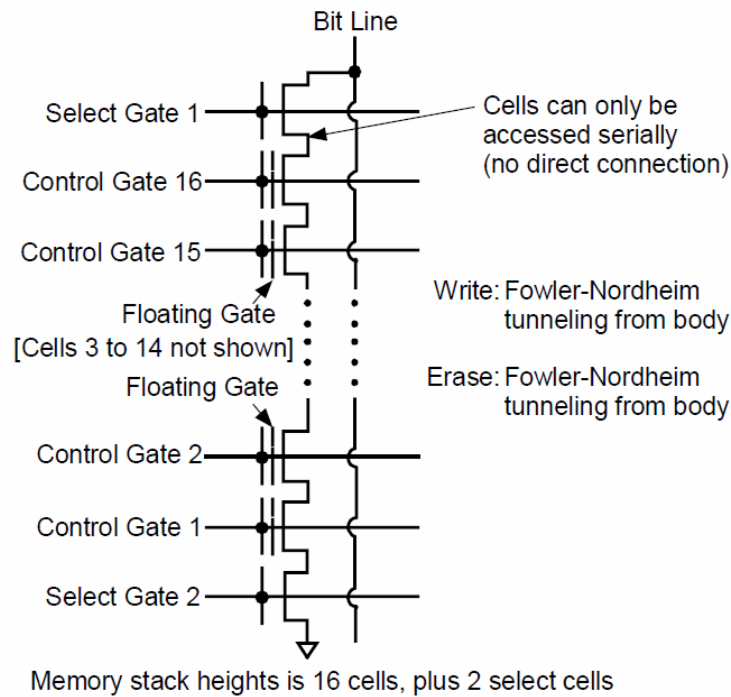 Bit Line
Select Gate 1
Cells can only be
accessed serially
(no direct connection)
Control Gate 16
Control Gate 15
Write: Fowler-Nordheim
tunneling from body
Floating Gate
[Cells 3 to 14 not shown]
Erase: Fowler-Nordheim
tunneling from body
Floating Gate
Control Gate 2
Control Gate 1
Select Gate 2
Memory stack heights is 16 cells, plus 2 select cells